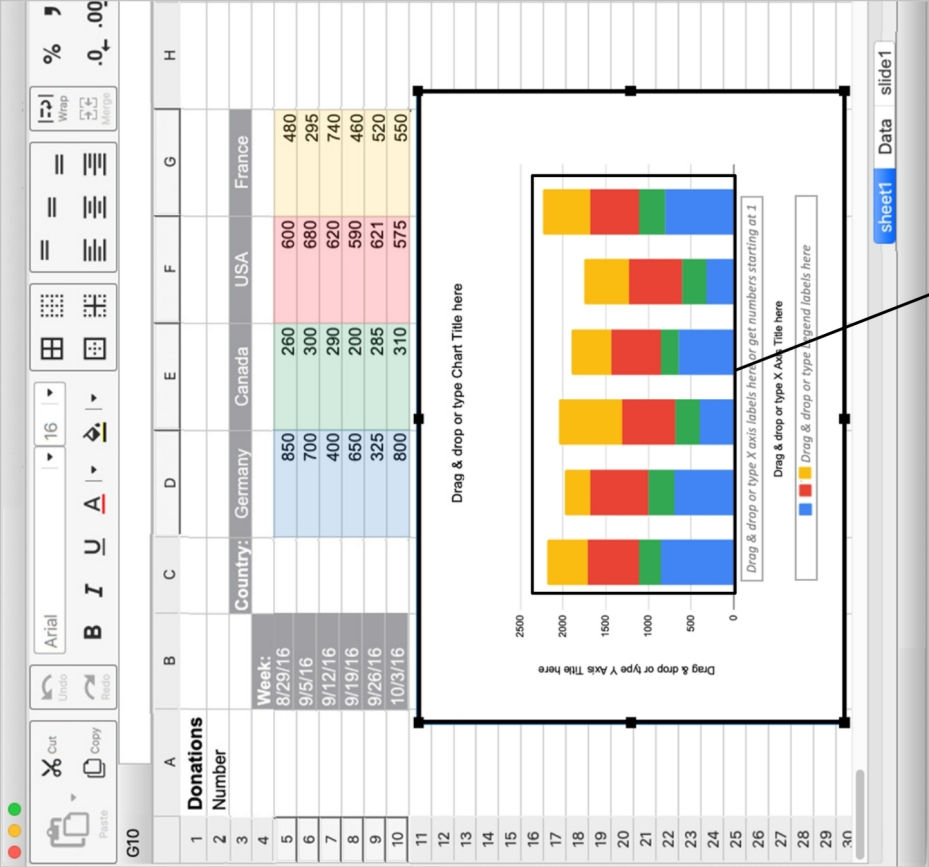 Paste
Cut
Copy
Undo
Redo
Arial
16
B I U A
Wrap
Merge
% , .0 .00
G10
A B C D E F G H
1 Donations
2 Number
3 Country: Germany Canada USA France
4 Week:
5 8/29/16 850 260 600 480
6 9/5/16 700 300 680 295
7 9/12/16 400 290 620 740
8 9/19/16 650 200 590 460
9 9/26/16 325 285 621 520
10 10/3/16 800 310 575 550
11
12
13
14
15
16
17
18
19
20
21
22
23
24
25
26
27
28
29
30
Drag & drop or type Chart Title here
Drag & drop or type Y Axis Title here
2500
2000
1500
1000
500
0
Drag & drop or type X axis labels here or get numbers starting at 1
Drag & drop or type X Axis Title here
Drag & drop or type Legend labels here
sheet1 Data slide1